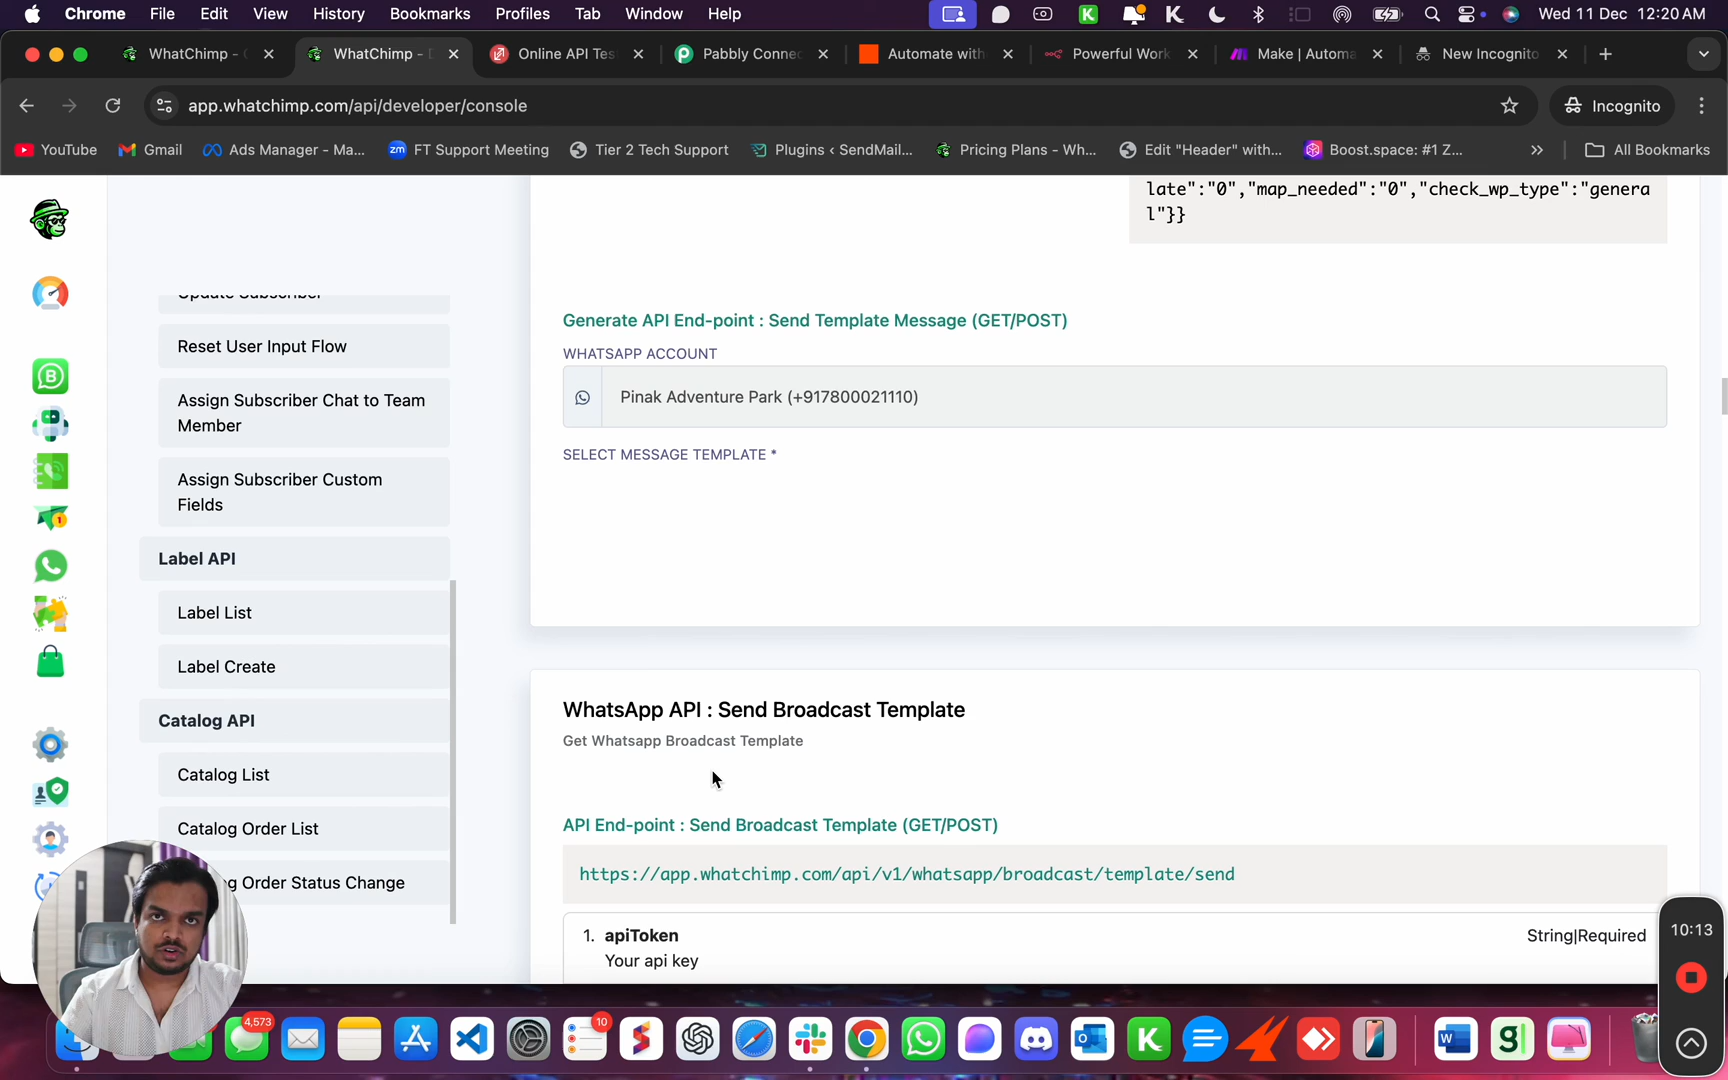 Chrome File Edit View History Bookmarks Profiles Tab Window Help Wed 11 Dec 12:20 AM
WhatChimp - WhatChimp - Online API Tes Pabbly Conne Automate with Powerful Work Make | Automa New Incognito
app.whatchimp.com/api/developer/console Incognito
YouTube Gmail Ads Manager - Ma... FT Support Meeting Tier 2 Tech Support Plugins ‹ SendMail... Pricing Plans - Wh... Edit "Header" with... Boost.space: #1 Z... » All Bookmarks
late":"0","map_needed":"0","check_wp_type":"genera
l"}}
Update Subscriber
Reset User Input Flow
Assign Subscriber Chat to Team
Member
Assign Subscriber Custom
Fields
Label API
Label List
Label Create
Catalog API
Catalog List
Catalog Order List
g Order Status Change
Generate API End-point : Send Template Message (GET/POST)
WHATSAPP ACCOUNT
Pinak Adventure Park (+917800021110)
SELECT MESSAGE TEMPLATE *
WhatsApp API : Send Broadcast Template
Get Whatsapp Broadcast Template
API End-point : Send Broadcast Template (GET/POST)
https://app.whatchimp.com/api/v1/whatsapp/broadcast/template/send
1. apiToken String|Required
Your api key
10:13
4,573
10